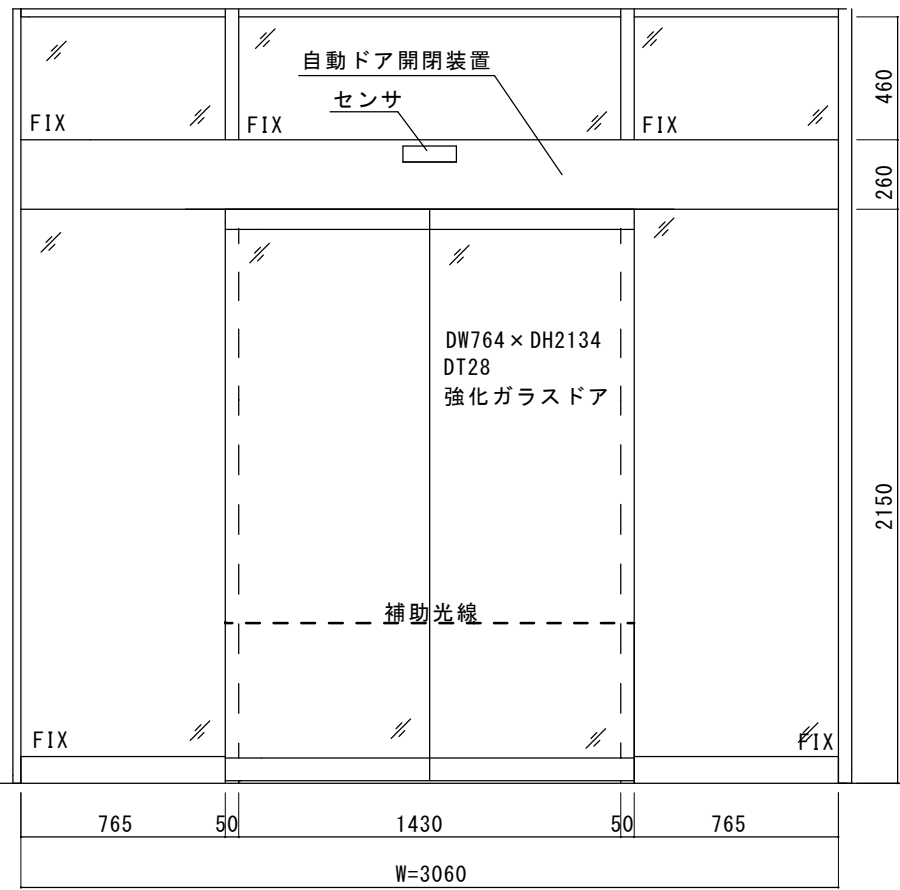 自動ドア開閉装置
センサ
FIX
FIX
FIX
460
260
DW764×DH2134
DT28
強化ガラスドア
2150
補助光線
FIX
FIX
765
50
1430
50
765
W=3060